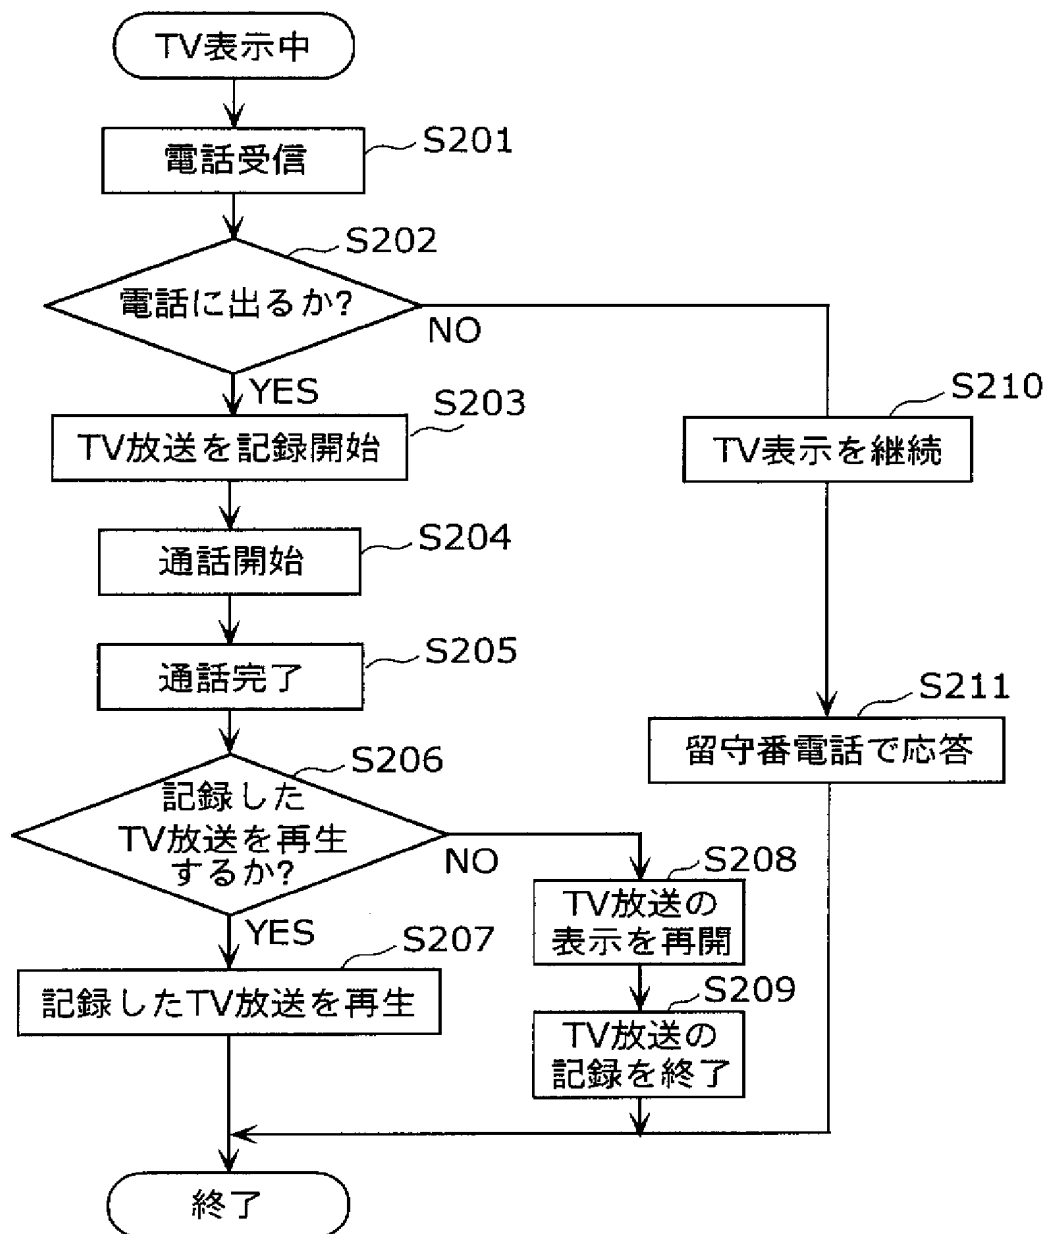 TV表示中
S201
電話受信
S202
電話に出るか?
NO
YES
S203
TV放送を記録開始
S210
TV表示を継続
S204
通話開始
S205
通話完了
S211
留守番電話で応答
S206
記録した
TV放送を再生
するか?
NO
YES
S208
TV放送の
表示を再開
S207
記録したTV放送を再生
S209
TV放送の
記録を終了
終了